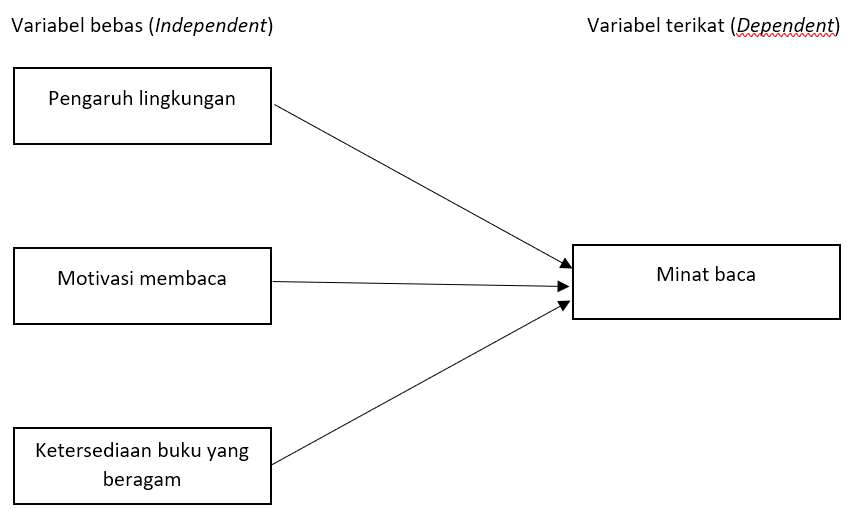 Variabel bebas (Independent)
Variabel terikat (Dependent)
Pengaruh lingkungan
Motivasi membaca
Minat baca
Ketersediaan buku yang
beragam